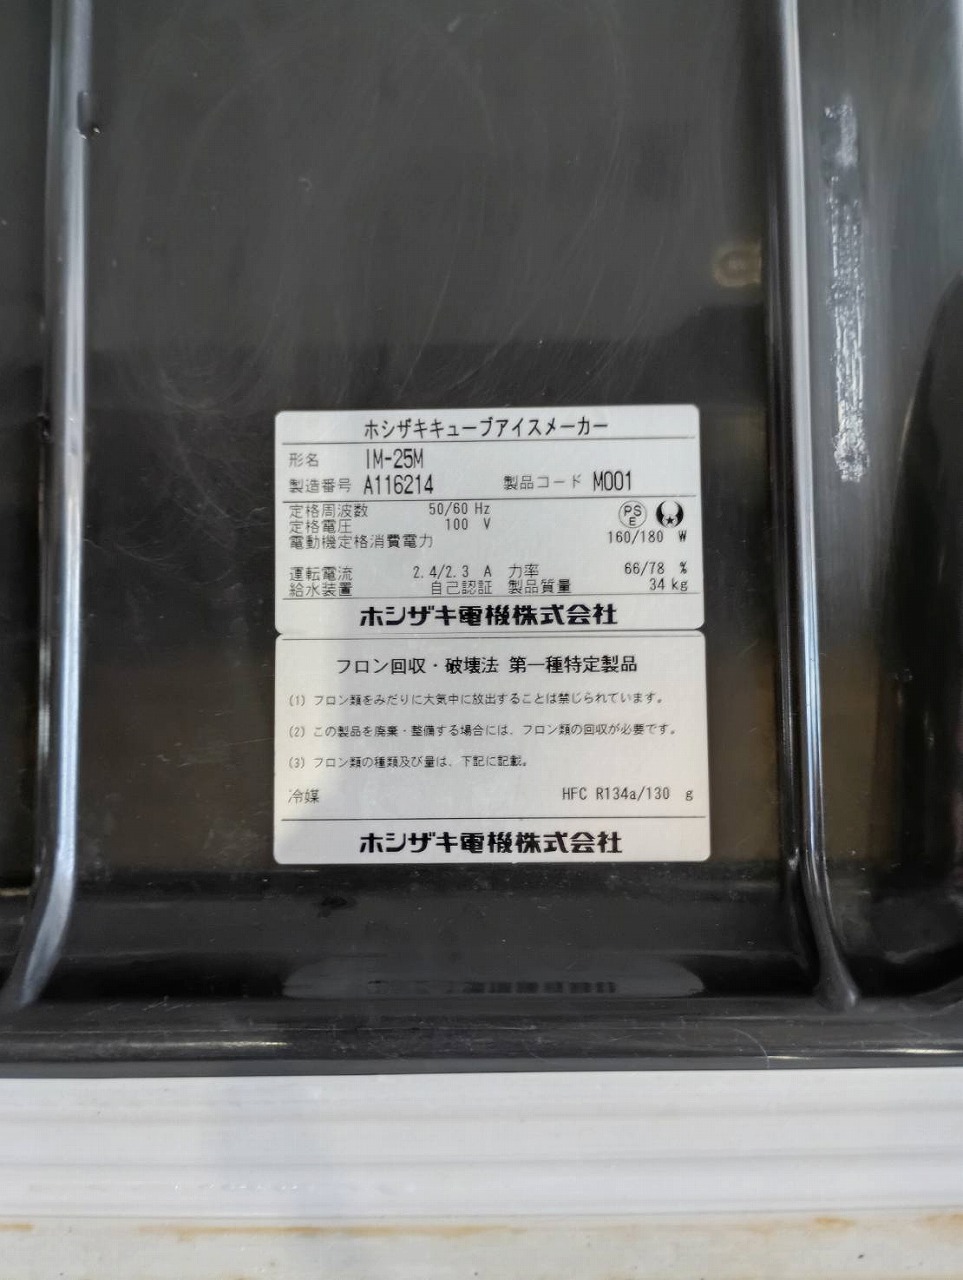 ホシザキキューブアイスメーカー
形名 IM-25M
製造番号 A116214 製品コード M001
定格周波数 50/60 Hz
定格電圧 100 V
PS E
電動機定格消費電力 160/180 W
運転電流 2.4/2.3 A 力率 66/78 %
給水装置 自己認証 製品質量 34 kg
ホシザキ電機株式会社
フロン回収・破壊法 第一種特定製品
(1) フロン類をみだりに大気中に放出することは禁じられています。
(2) この製品を廃棄・整備する場合には、フロン類の回収が必要です。
(3) フロン類の種類及び量は、下記に記載。
冷媒 HFC R134a/130 g
ホシザキ電機株式会社